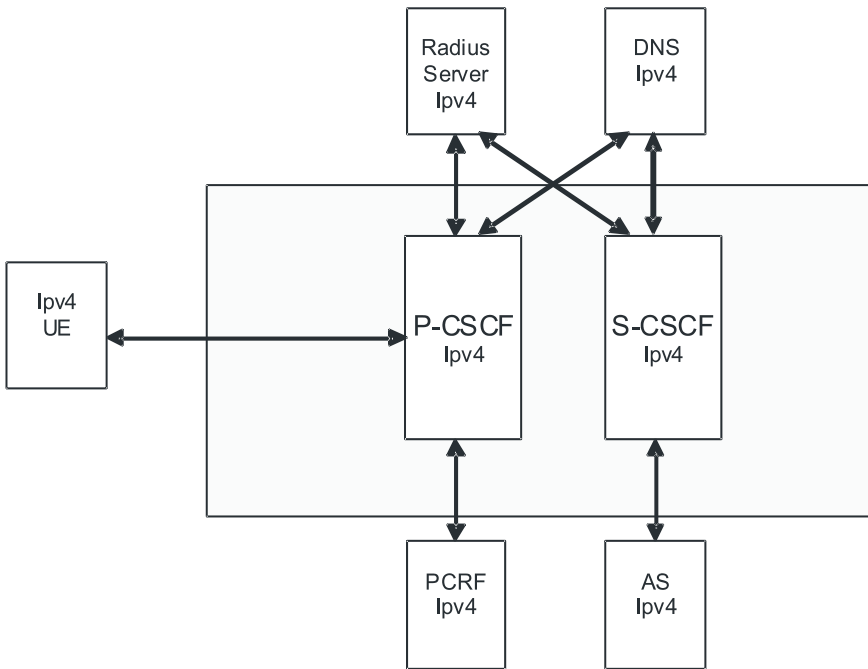 Radius
Server
Ipv4
DNS
Ipv4
Ipv4
UE
P-CSCF
Ipv4
S-CSCF
Ipv4
PCRF
Ipv4
AS
Ipv4